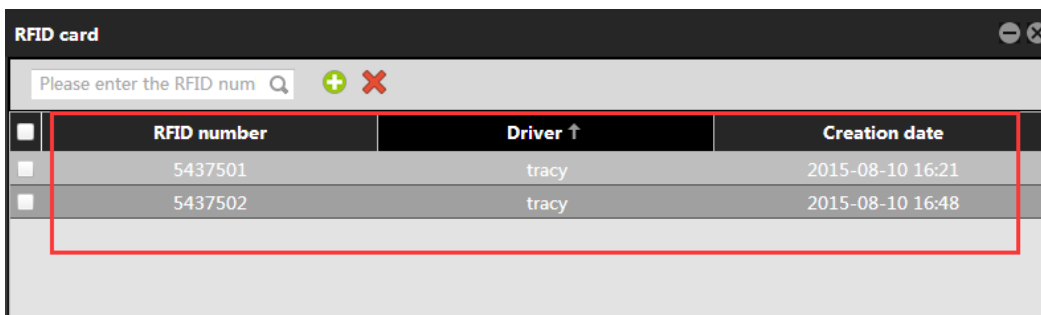 RFID card
Please enter the RFID num
RFID number Driver ↑ Creation date
5437501 tracy 2015-08-10 16:21
5437502 tracy 2015-08-10 16:48